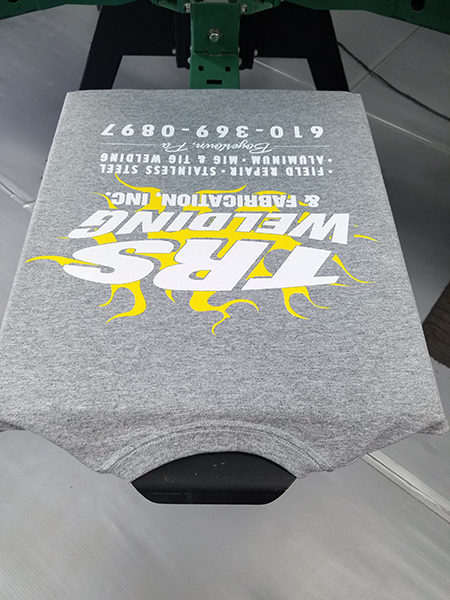 TRS
WELDING
& FABRICATION, INC.
• FIELD REPAIR • STAINLESS STEEL
• ALUMINUM • MIG & TIG WELDING
Boyertown, Pa
610-369-0897